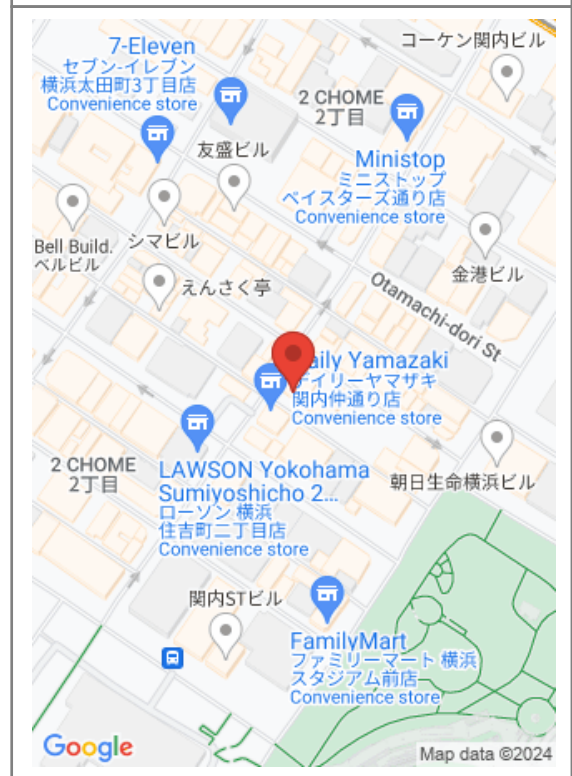 7-Eleven
セブン-イレブン
横浜太田町3丁目店
Convenience store
コーケン関内ビル
2 CHOME
2丁目
友盛ビル
Ministop
ミニストップ
ベイスターズ通り店
Convenience store
Bell Build.
ベルビル
シマビル
金港ビル
えんさく亭
Otamachi-dori St
aily Yamazaki
デイリーヤマザキ
関内仲通り店
Convenience store
2 CHOME
2丁目
LAWSON Yokohama
Sumiyoshicho 2...
ローソン 横浜
住吉町二丁目店
Convenience store
朝日生命横浜ビル
関内STビル
FamilyMart
ファミリーマート 横浜
スタジアム前店
Convenience store
Google
Map data ©2024